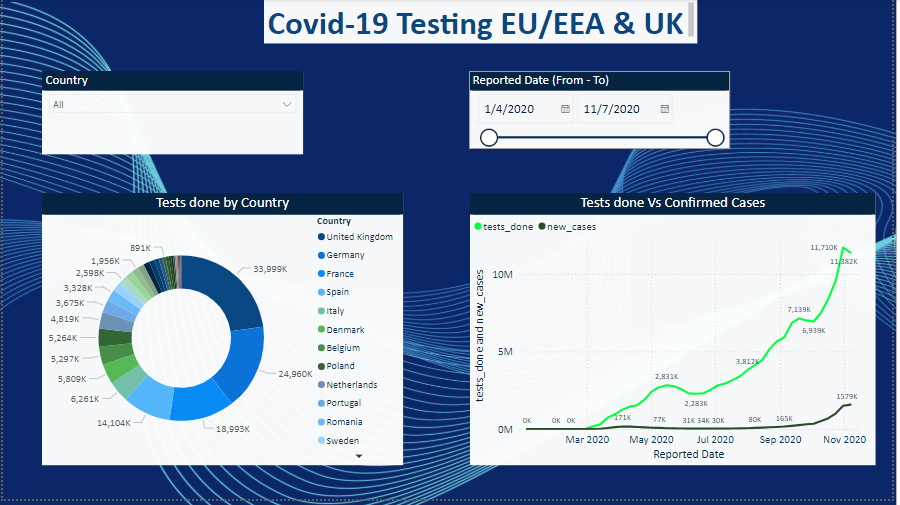 Covid-19 Testing EU/EEA & UK
Country
All
Reported Date (From - To)
1/4/2020
11/7/2020
Tests done by Country
891K
1,956K
2,598K
3,328K
3,675K
4,819K
5,264K
5,297K
5,809K
6,261K
14,104K
18,993K
24,960K
33,999K
Country
United Kingdom
Germany
France
Spain
Italy
Denmark
Belgium
Poland
Netherlands
Portugal
Romania
Sweden
Tests done Vs Confirmed Cases
tests_done new_cases
tests_done and new_cases
10M
5M
0M
11,710K
11,382K
7,139K
6,939K
3,812K
2,831K
2,283K
1579K
0K 0K 0K 171K 77K 31K 34K 30K 80K 165K
Mar 2020 May 2020 Jul 2020 Sep 2020 Nov 2020
Reported Date